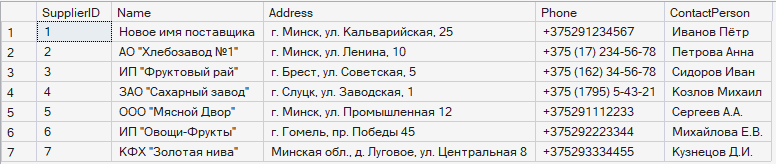 SupplierID Name Address Phone ContactPerson
1 1 Новое имя поставщика г. Минск, ул. Кальварийская, 25 +375291234567 Иванов Пётр
2 2 АО "Хлебозавод №1" г. Минск, ул. Ленина, 10 +375 (17) 234-56-78 Петрова Анна
3 3 ИП "Фруктовый рай" г. Брест, ул. Советская, 5 +375 (162) 34-56-78 Сидоров Иван
4 4 ЗАО "Сахарный завод" г. Слуцк, ул. Заводская, 1 +375 (1795) 5-43-21 Козлов Михаил
5 5 ООО "Мясной Двор" г. Минск, ул. Промышленная 12 +375291112233 Сергеев А.А.
6 6 ИП "Овощи-Фрукты" г. Гомель, пр. Победы 45 +375292223344 Михайлова Е.В.
7 7 КФХ "Золотая нива" Минская обл., д. Луговое, ул. Центральная 8 +375293334455 Кузнецов Д.И.